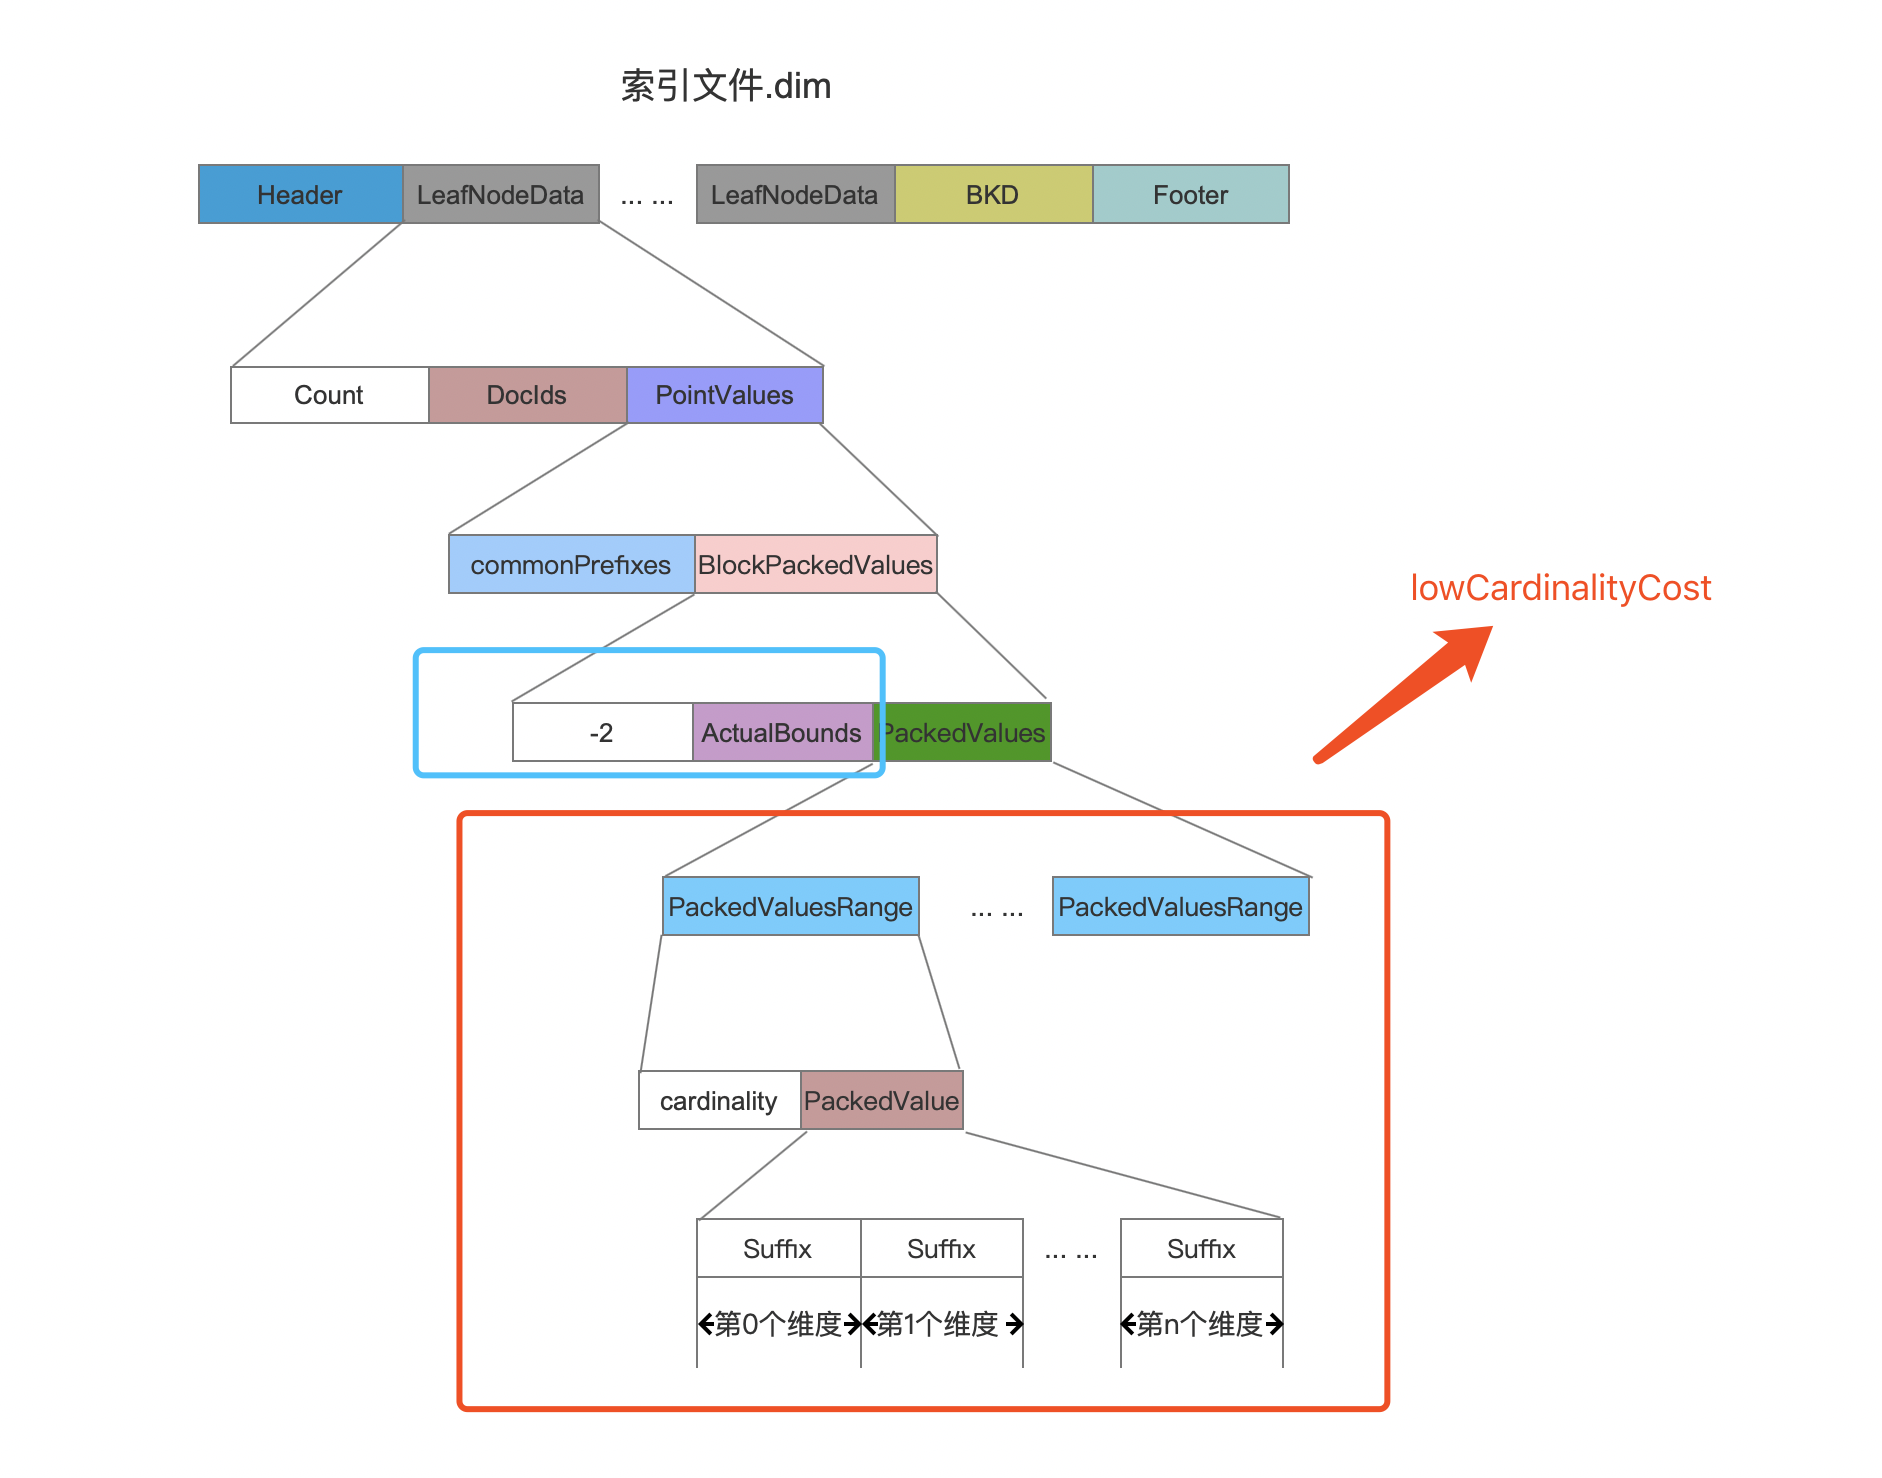 索引文件.dim
Header LeafNodeData ... ... LeafNodeData BKD Footer
Count DocIds PointValues
commonPrefixes BlockPackedValues
lowCardinalityCost
-2 ActualBounds PackedValues
PackedValuesRange ... ... PackedValuesRange
cardinality PackedValue
Suffix Suffix ... ... Suffix
第0个维度 第1个维度 第n个维度